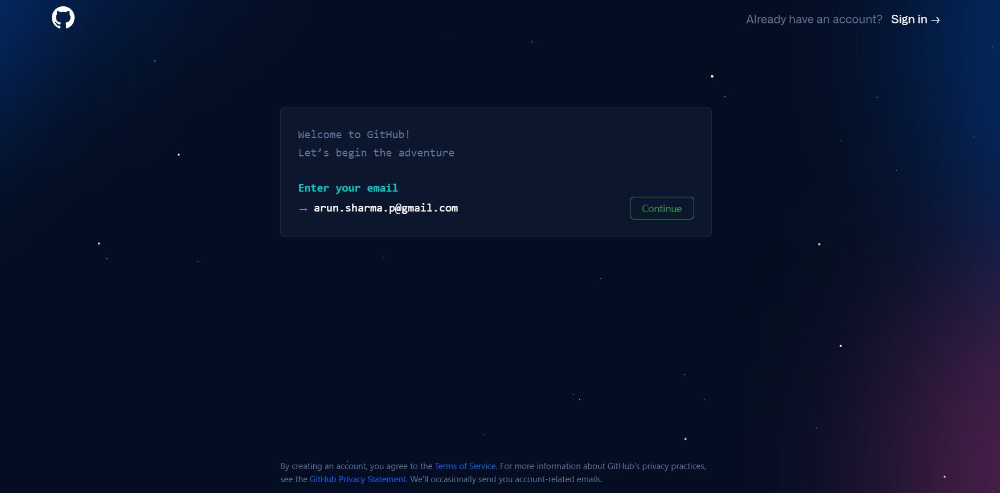 Already have an account? Sign in →
Welcome to GitHub!
Let’s begin the adventure
Enter your email
→ arun.sharma.p@gmail.com
Continue
By creating an account, you agree to the Terms of Service. For more information about GitHub's privacy practices,
see the GitHub Privacy Statement. We'll occasionally send you account-related emails.